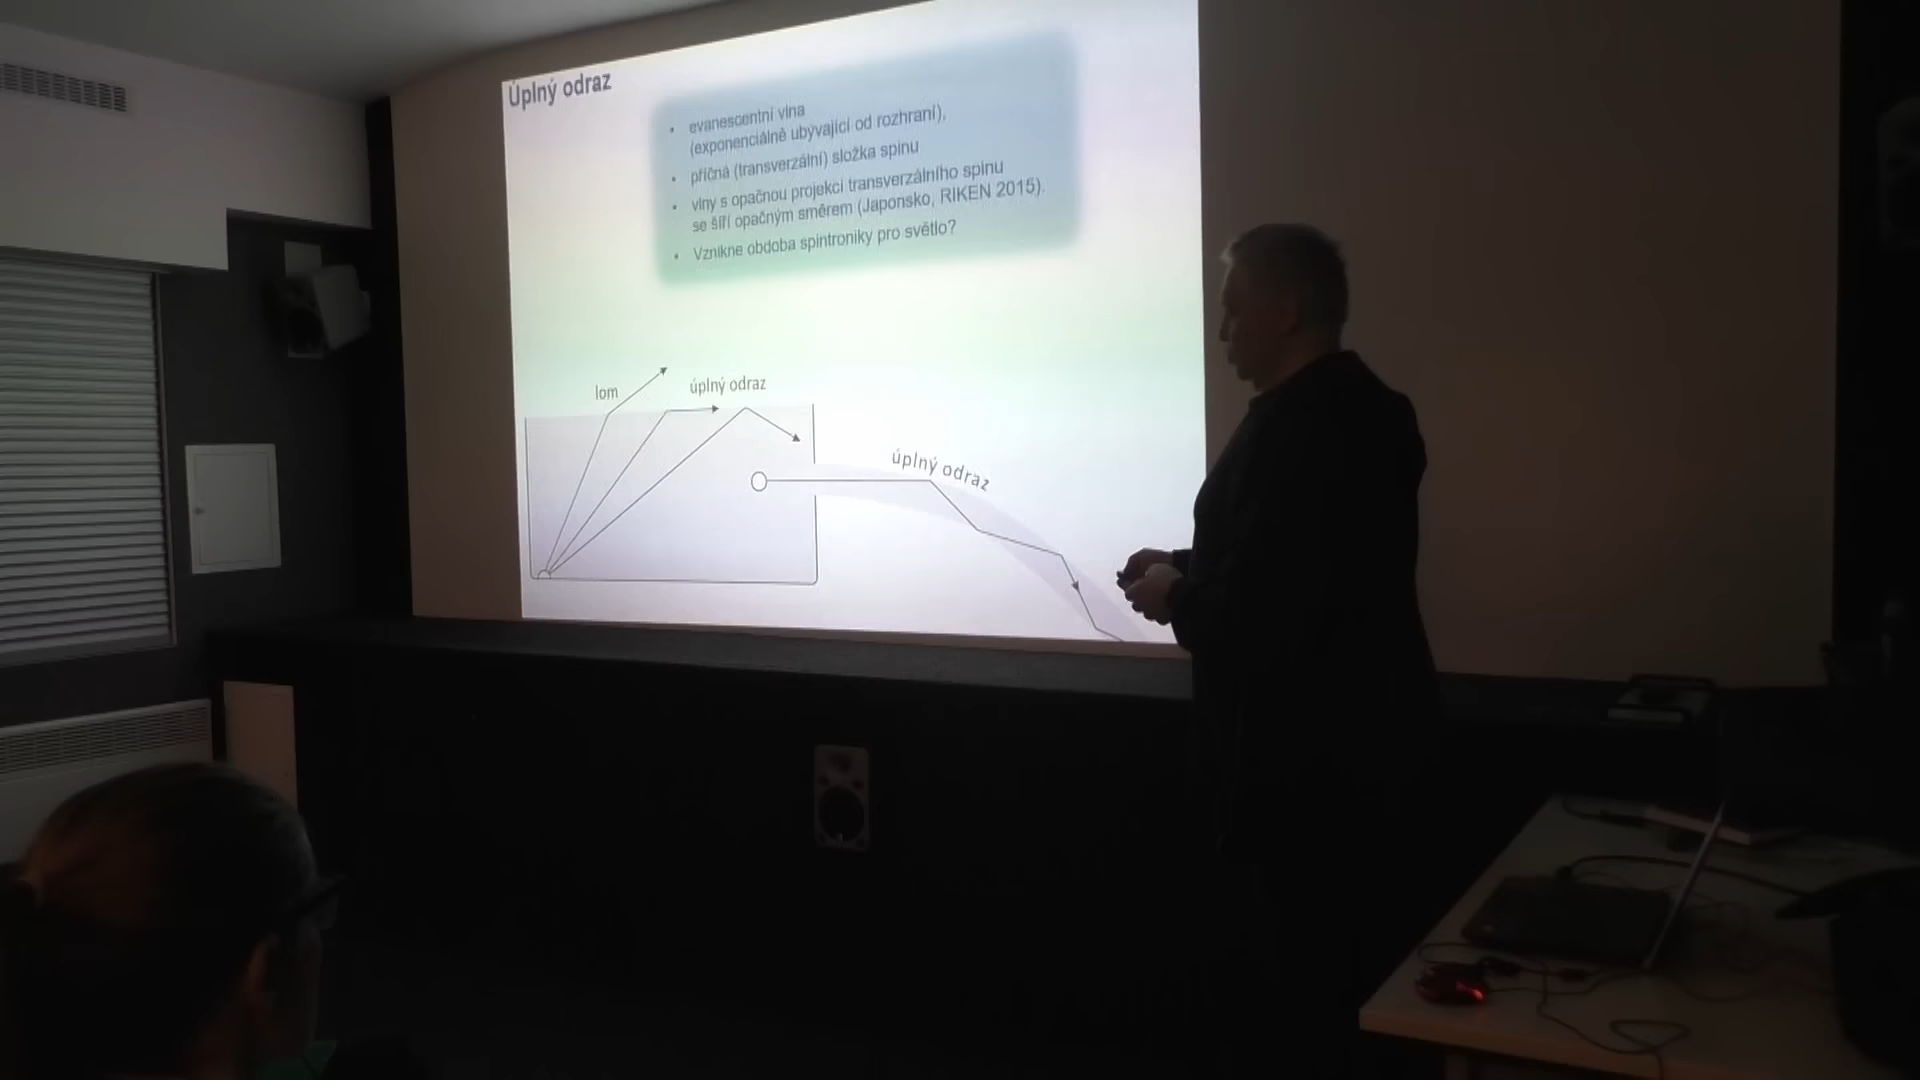 Úplný odraz
• evanescentní vlna
(exponenciálně ubývající od rozhraní),
• příčná (transverzální) složka spinu
• vlny s opačnou projekcí transverzálního spinu
se šíří opačným směrem (Japonsko, RIKEN 2015).
• Vznikne obdoba spintroniky pro světlo?
lom
úplný odraz
úplný odraz